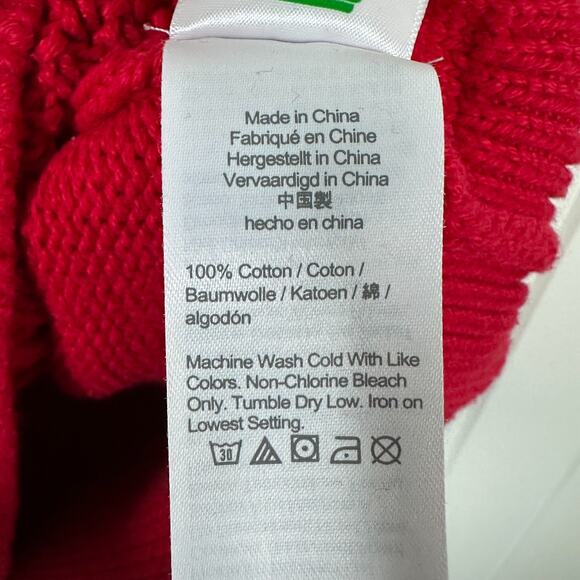 Made in China
Fabriqué en Chine
Hergestellt in China
Vervaardigd in China
中国製
hecho en china
100% Cotton / Coton /
Baumwolle / Katoen / 綿 /
algodón
Machine Wash Cold With Like
Colors. Non-Chlorine Bleach
Only. Tumble Dry Low. Iron on
Lowest Setting.
30